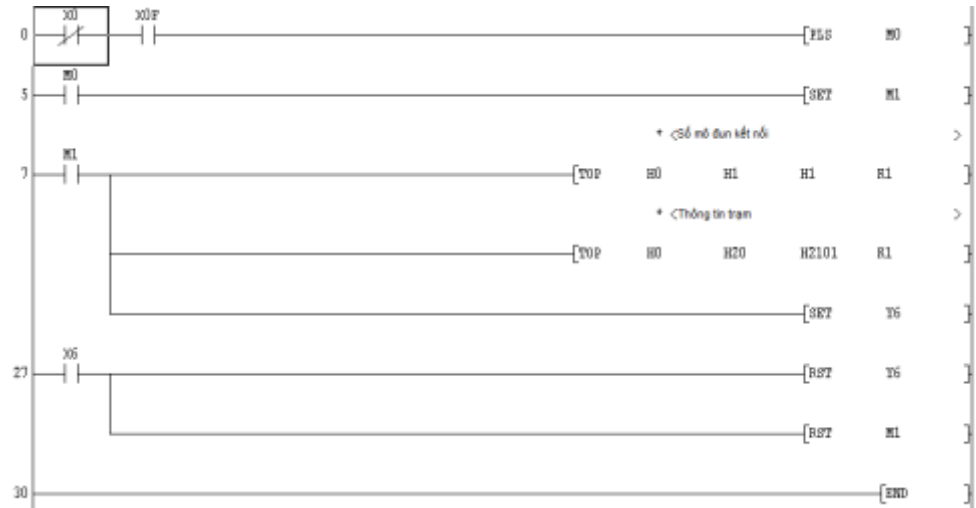 X0 X0F
0 PLS M0
M0
5 SET M1
* <Số mô đun kết nối >
M1
7 TOP H0 H1 H1 K1
* <Thông tin trạm >
TOP H0 H20 H2101 K1
SET Y6
X6
27 RST Y6
RST M1
30 END